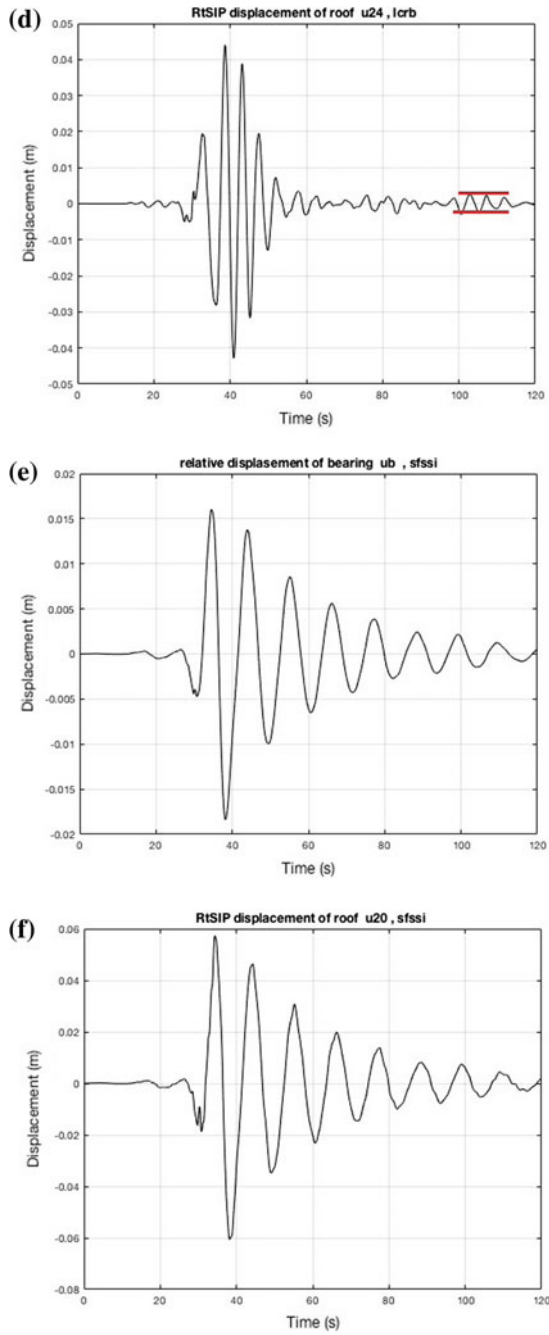 (d)
RtSIP displacement of roof u24 , lcrb
0.05
0.04
0.03
0.02
0.01
0
-0.01
-0.02
-0.03
-0.04
-0.05
Displacement (m)
0 20 40 60 80 100 120
Time (s)
(e)
relative displasement of bearing ub , sfssi
0.02
0.015
0.01
0.005
0
-0.005
-0.01
-0.015
-0.02
Displacement (m)
0 20 40 60 80 100 120
Time (s)
(f)
RtSIP displacement of roof u20 , sfssi
0.06
0.04
0.02
0
-0.02
-0.04
-0.06
-0.08
Displacement (m)
0 20 40 60 80 100 120
Time (s)